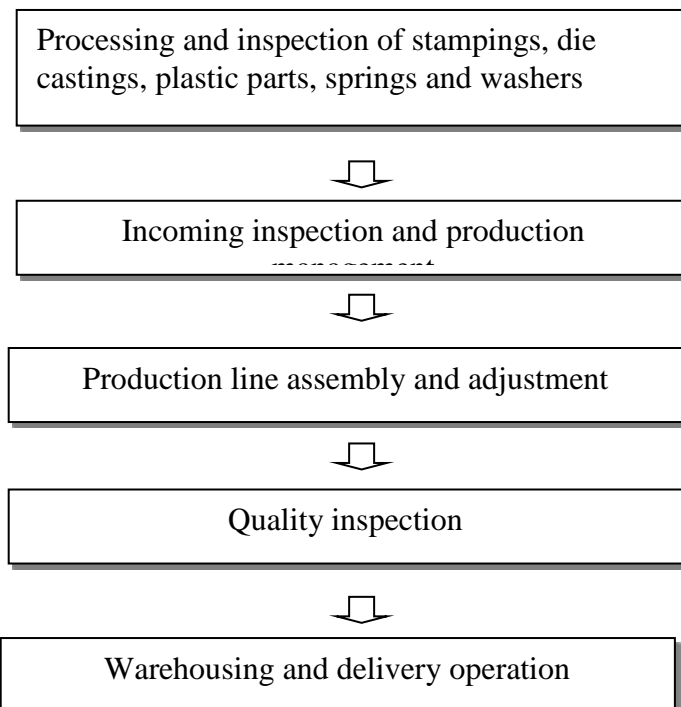 Processing and inspection of stampings, die
castings, plastic parts, springs and washers
Incoming inspection and production
management
Production line assembly and adjustment
Quality inspection
Warehousing and delivery operation